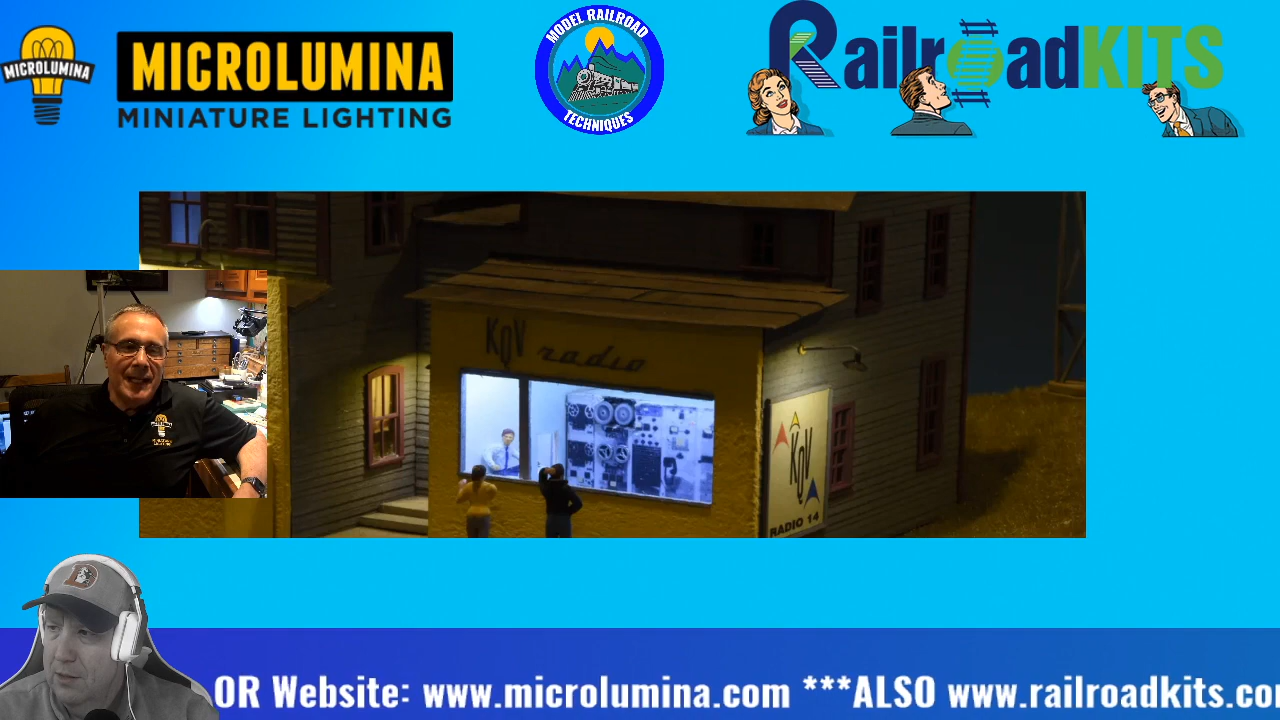 MICROLUMINA
MICROLUMINA
MINIATURE LIGHTING
MODEL RAILROAD
TECHNIQUES
RailroadKITS
KQV radio
KQV
RADIO 14
OR Website: www.microlumina.com ***ALSO www.railroadkits.co